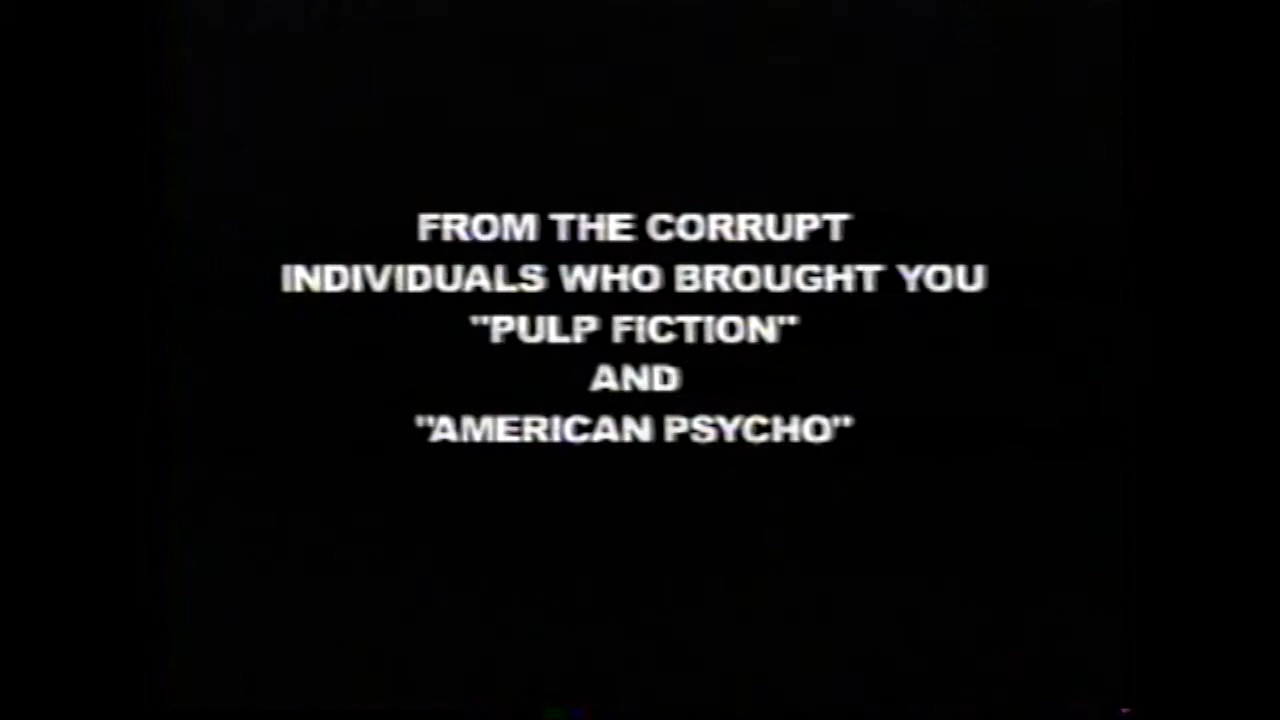 FROM THE CORRUPT
INDIVIDUALS WHO BROUGHT YOU
"PULP FICTION"
AND
"AMERICAN PSYCHO"